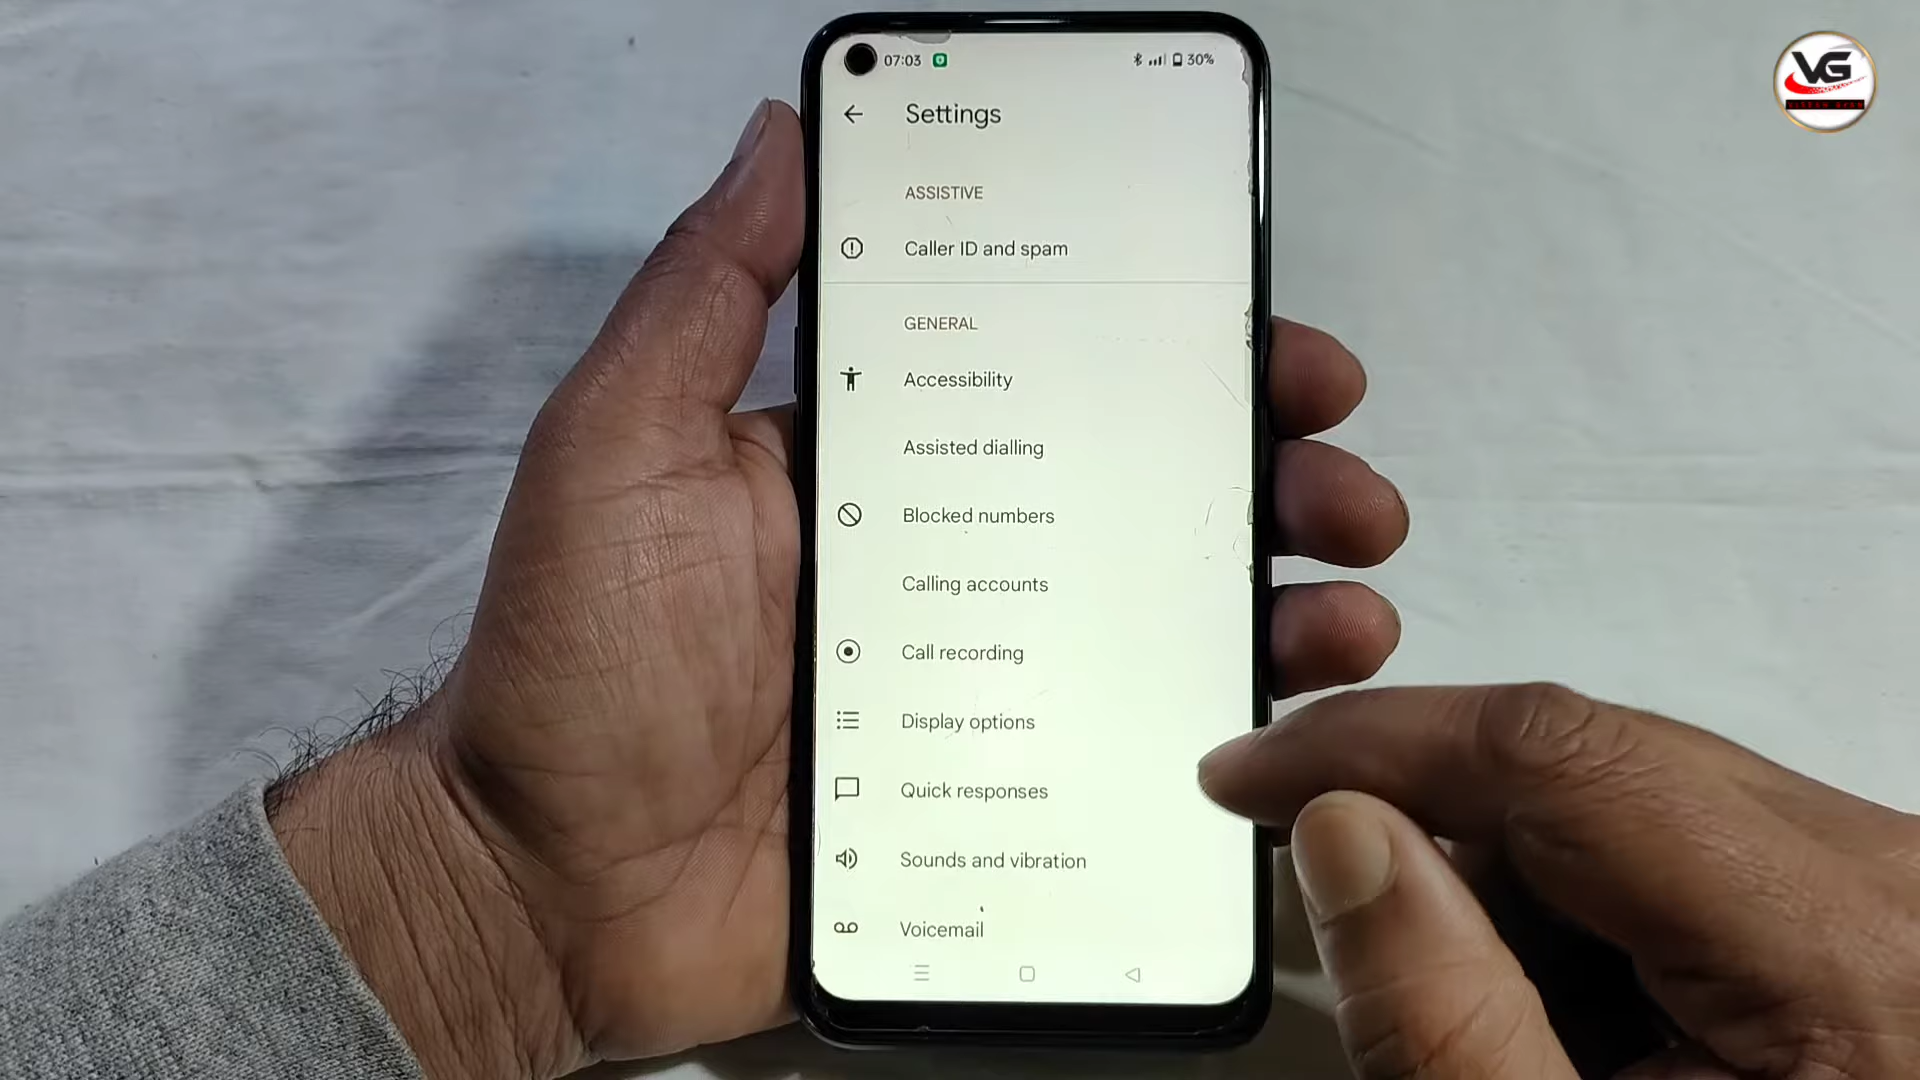 07:03
30%
Settings
ASSISTIVE
Caller ID and spam
GENERAL
Accessibility
Assisted dialling
Blocked numbers
Calling accounts
Call recording
Display options
Quick responses
Sounds and vibration
Voicemail
VG